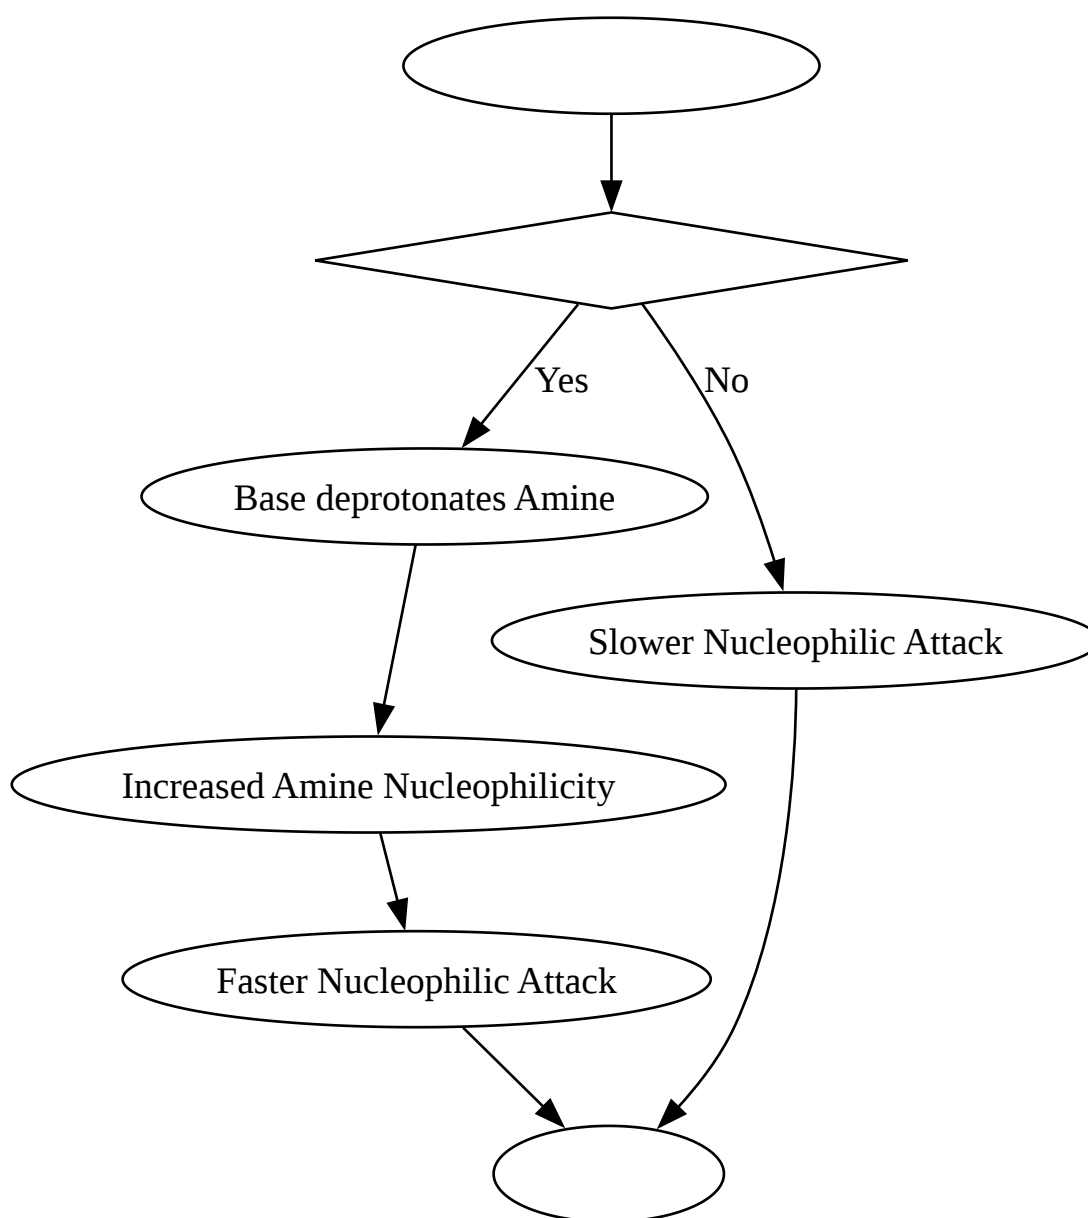 Yes
No
Base deprotonates Amine
Slower Nucleophilic Attack
Increased Amine Nucleophilicity
Faster Nucleophilic Attack